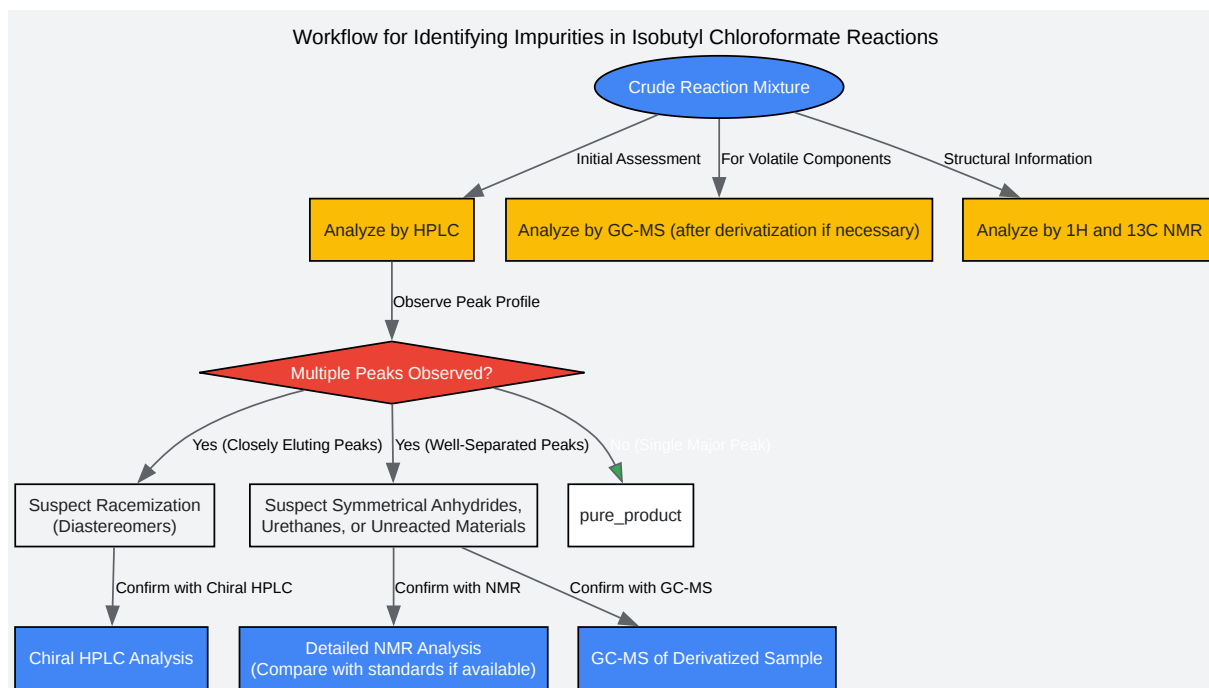 Workflow for Identifying Impurities in Isobutyl Chloroformate Reactions
Crude Reaction Mixture
Initial Assessment
For Volatile Components
Structural Information
Analyze by HPLC
Analyze by GC-MS (after derivatization if necessary)
Analyze by 1H and 13C NMR
Observe Peak Profile
Multiple Peaks Observed?
Yes (Closely Eluting Peaks)
Yes (Well-Separated Peaks)
No (Single Major Peak)
Suspect Racemization
(Diastereomers)
Suspect Symmetrical Anhydrides,
Urethanes, or Unreacted Materials
pure_product
Confirm with Chiral HPLC
Confirm with NMR
Confirm with GC-MS
Chiral HPLC Analysis
Detailed NMR Analysis
(Compare with standards if available)
GC-MS of Derivatized Sample